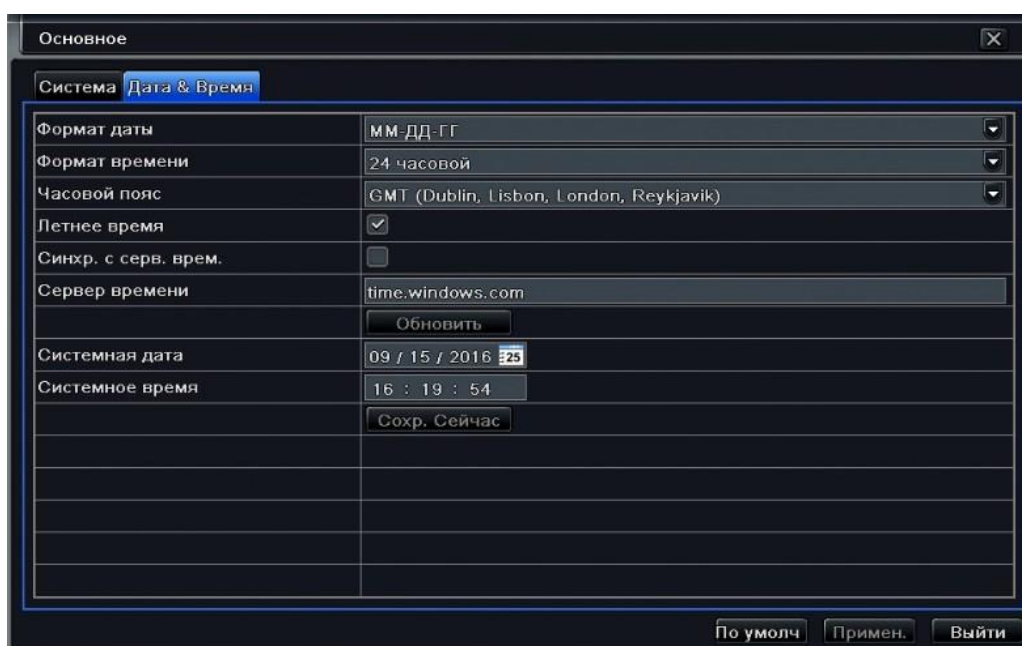 Основное
Система Дата & Время
Формат даты ММ-ДД-ГГ
Формат времени 24 часовой
Часовой пояс GMT (Dublin, Lisbon, London, Reykjavik)
Летнее время
Синхр. с серв. врем.
Сервер времени time.windows.com
Обновить
Системная дата 09 / 15 / 2016 25
Системное время 16 : 19 : 54
Сохр. Сейчас
По умолч Примен. Выйти